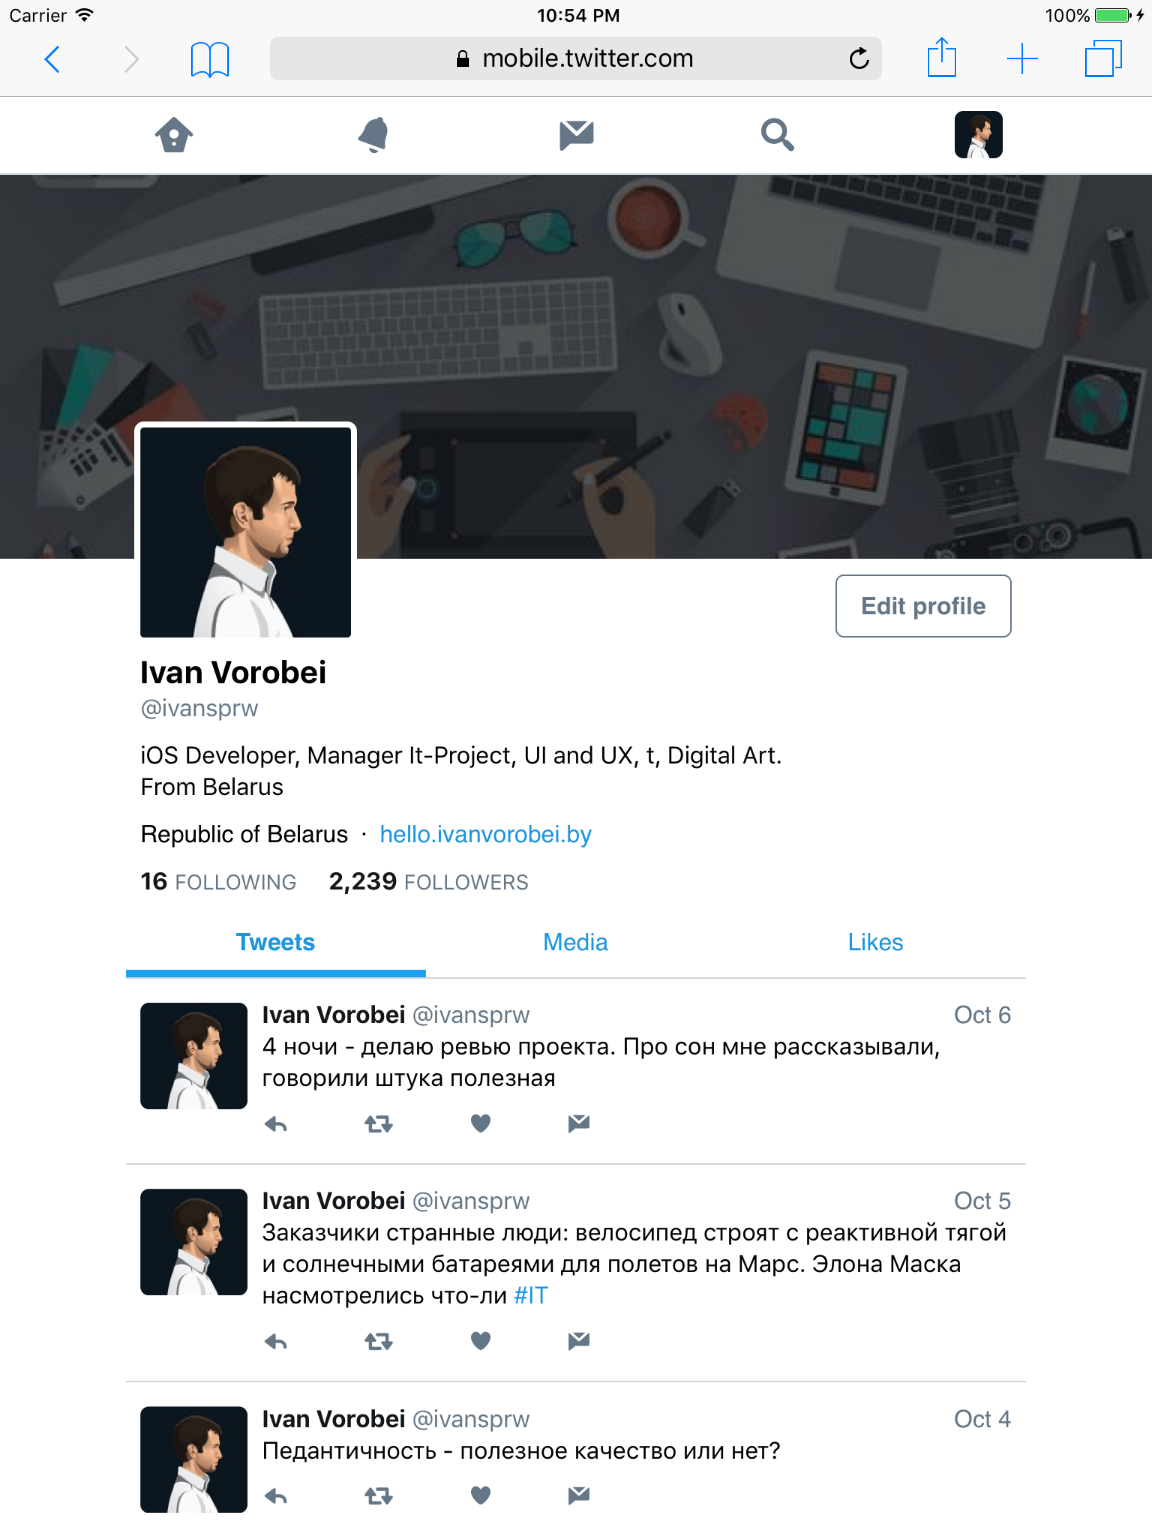 Carrier 10:54 PM 100%
mobile.twitter.com
Edit profile
Ivan Vorobei
@ivansprw
iOS Developer, Manager It-Project, UI and UX, t, Digital Art.
From Belarus
Republic of Belarus · hello.ivanvorobei.by
16 FOLLOWING 2,239 FOLLOWERS
Tweets Media Likes
Ivan Vorobei @ivansprw Oct 6
4 ночи - делаю ревью проекта. Про сон мне рассказывали,
говорили штука полезная
Ivan Vorobei @ivansprw Oct 5
Заказчики странные люди: велосипед строят с реактивной тягой
и солнечными батареями для полетов на Марс. Элона Маска
насмотрелись что-ли #IT
Ivan Vorobei @ivansprw Oct 4
Педантичность - полезное качество или нет?